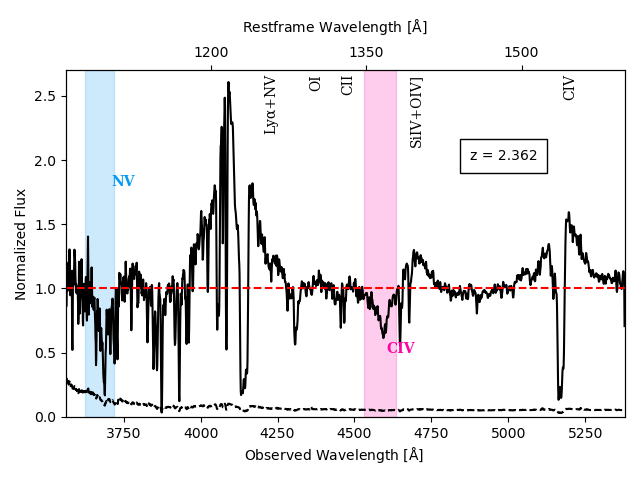 Restframe Wavelength [Å]
1200 1350 1500
Lyα+NV OI CII SiIV+OIV] CIV
z = 2.362
NV
CIV
Normalized Flux
2.5
2.0
1.5
1.0
0.5
0.0
3750 4000 4250 4500 4750 5000 5250
Observed Wavelength [Å]